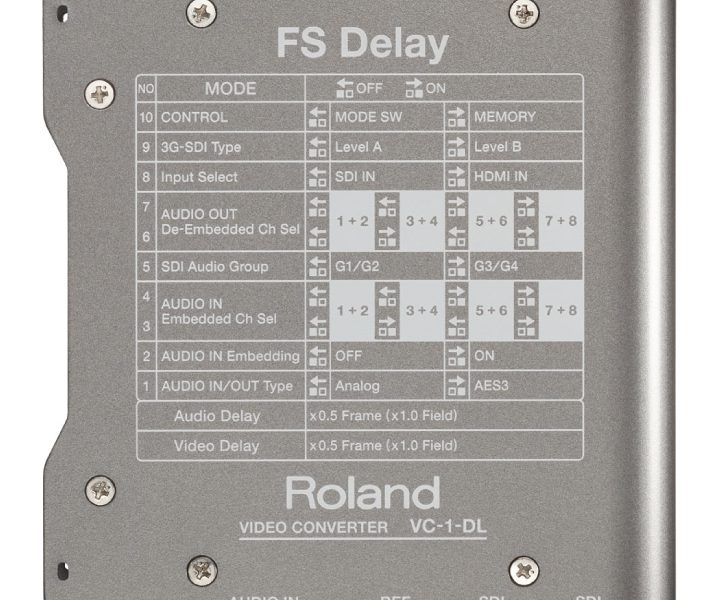 FS Delay
NO MODE OFF ON
10 CONTROL MODE SW MEMORY
9 3G-SDI Type Level A Level B
8 Input Select SDI IN HDMI IN
7 AUDIO OUT
6 De-Embedded Ch Sel 1+2 3+4 5+6 7+8
5 SDI Audio Group G1/G2 G3/G4
4 AUDIO IN
3 Embedded Ch Sel 1+2 3+4 5+6 7+8
2 AUDIO IN Embedding OFF ON
1 AUDIO IN/OUT Type Analog AES3
Audio Delay x0.5 Frame (x1.0 Field)
Video Delay x0.5 Frame (x1.0 Field)
Roland
VIDEO CONVERTER VC-1-DL
AUDIO IN REF SDI SDI